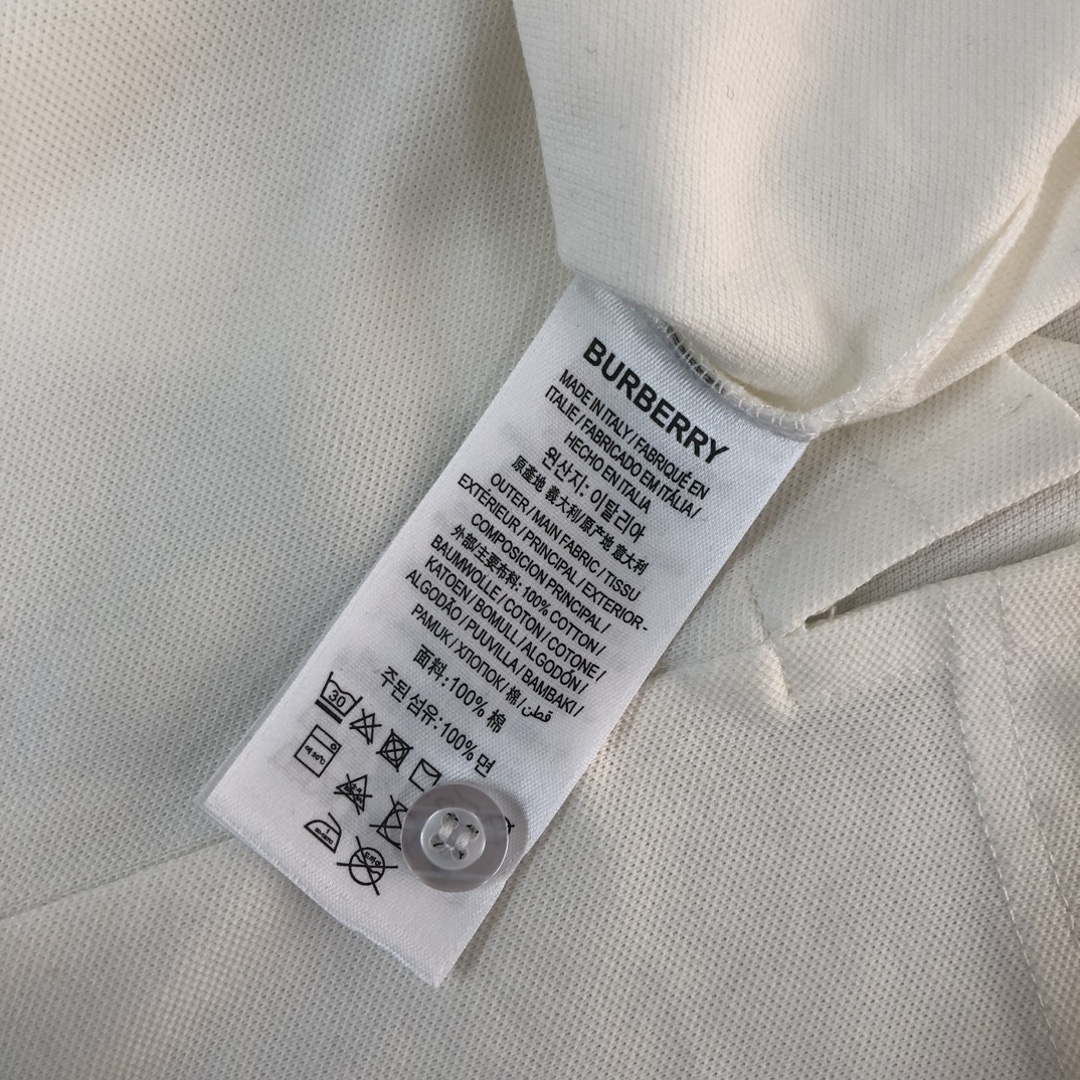 BURBERRY
MADE IN ITALY / FABRIQUÉ EN
ITALIE / FABRICADO EM ITÁLIA /
HECHO EN ITALIA
원산지: 이탈리아
原產地 義大利/原产地 意大利
OUTER / MAIN FABRIC / TISSU
EXTÉRIEUR / PRINCIPAL / EXTERIOR-
COMPOSICION PRINCIPAL /
外部/主要布料: 100% COTTON /
BAUMWOLLE / COTON / COTONE /
KATOEN / BOMULL / ALGODÓN /
ALGODÃO / PUUVILLA / BAMBAKI /
PAMUK / ХЛОПОК / 棉 / قطن
面料: 100% 棉
주된 섬유: 100% 면
30